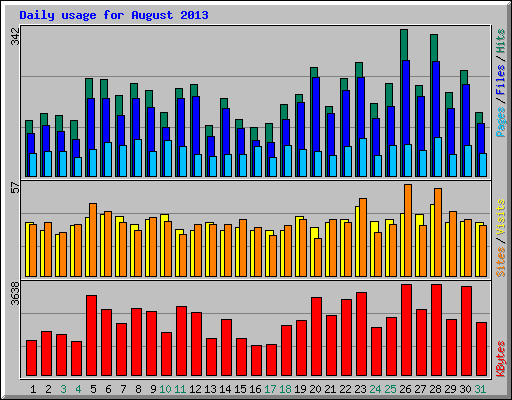 Daily usage for August 2013
342
Pages / Files / Hits
57
Sites / Visits
3638
KBytes
1 2 3 4 5 6 7 8 9 10 11 12 13 14 15 16 17 18 19 20 21 22 23 24 25 26 27 28 29 30 31